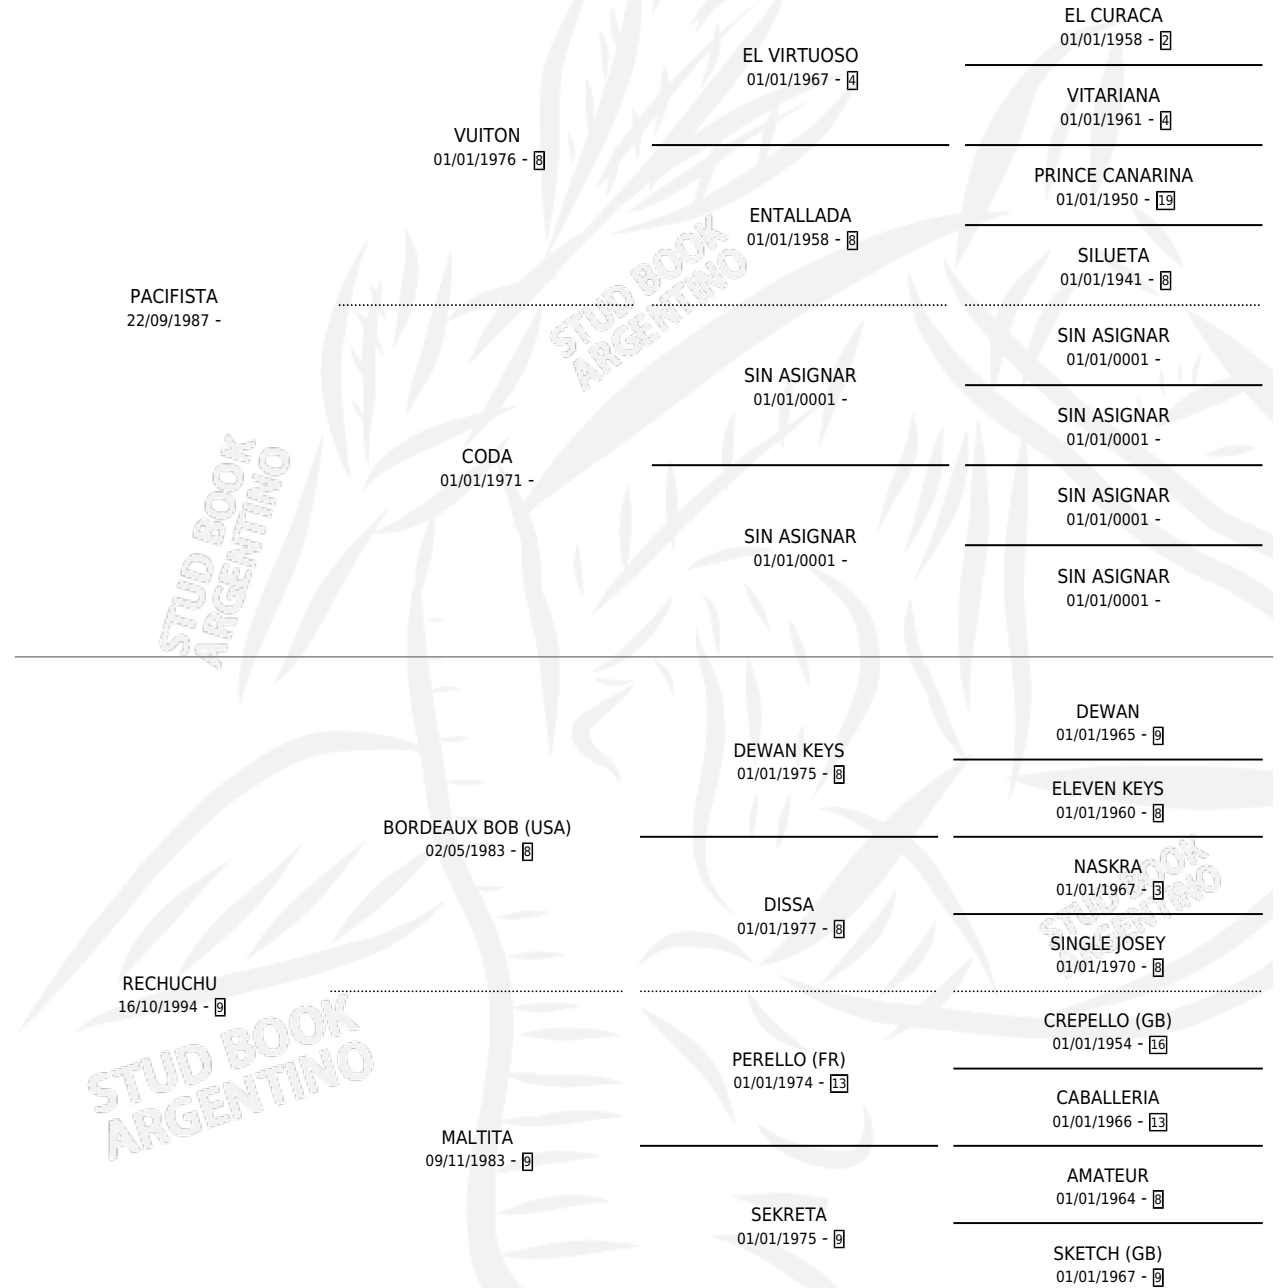 EL CURACA
01/01/1958 - 2
EL VIRTUOSO
01/01/1967 - 4
VITARIANA
01/01/1961 - 4
VUITON
01/01/1976 - 8
PRINCE CANARINA
01/01/1950 - 19
ENTALLADA
01/01/1958 - 8
SILUETA
01/01/1941 - 8
STUD BOOK
ARGENTINO
PACIFISTA
22/09/1987 -
SIN ASIGNAR
01/01/0001 -
SIN ASIGNAR
01/01/0001 -
SIN ASIGNAR
01/01/0001 -
CODA
01/01/1971 -
SIN ASIGNAR
01/01/0001 -
SIN ASIGNAR
01/01/0001 -
SIN ASIGNAR
01/01/0001 -
STUD BOOK
ARGENTINO
DEWAN
01/01/1965 - 9
DEWAN KEYS
01/01/1975 - 8
ELEVEN KEYS
01/01/1960 - 8
BORDEAUX BOB (USA)
02/05/1983 - 8
NASKRA
01/01/1967 - 3
DISSA
01/01/1977 - 8
STUD BOOK
ARGENTINO
SINGLE JOSEY
01/01/1970 - 8
RECHUCHU
16/10/1994 - 9
CREPELLO (GB)
01/01/1954 - 16
PERELLO (FR)
01/01/1974 - 13
STUD BOOK
ARGENTINO
CABALLERIA
01/01/1966 - 13
MALTITA
09/11/1983 - 9
AMATEUR
01/01/1964 - 8
SEKRETA
01/01/1975 - 9
SKETCH (GB)
01/01/1967 - 9